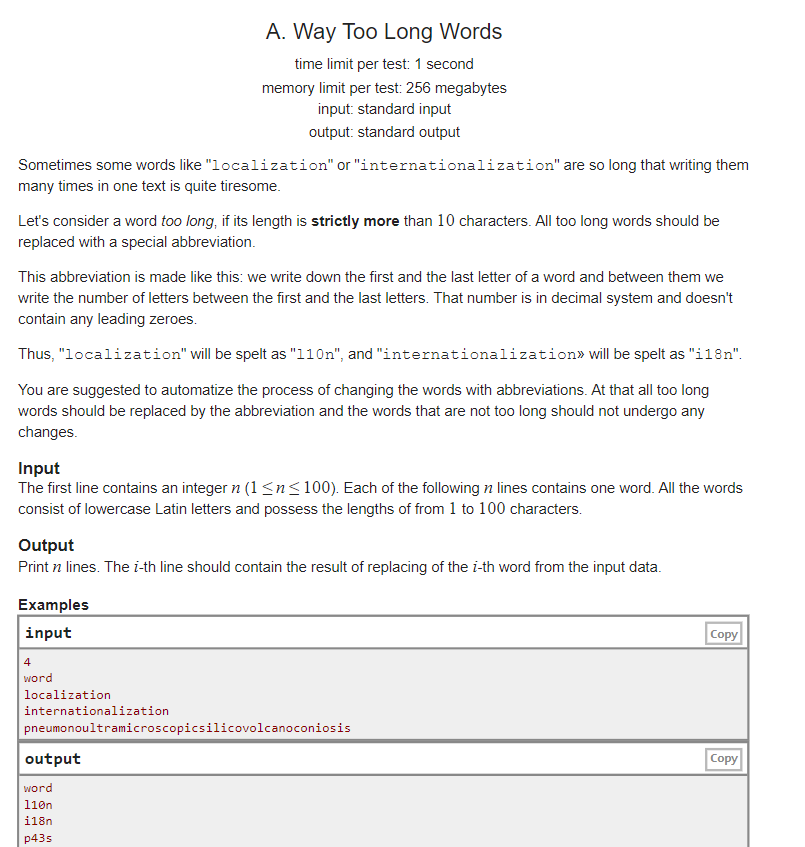 A. Way Too Long Words
time limit per test: 1 second
memory limit per test: 256 megabytes
input: standard input
output: standard output
Sometimes some words like "localization" or "internationalization" are so long that writing them
many times in one text is quite tiresome.
Let's consider a word too long, if its length is strictly more than 10 characters. All too long words should be
replaced with a special abbreviation.
This abbreviation is made like this: we write down the first and the last letter of a word and between them we
write the number of letters between the first and the last letters. That number is in decimal system and doesn't
contain any leading zeroes.
Thus, "localization" will be spelt as "l10n", and "internationalization» will be spelt as "i18n".
You are suggested to automatize the process of changing the words with abbreviations. At that all too long
words should be replaced by the abbreviation and the words that are not too long should not undergo any
changes.
Input
The first line contains an integer n (1 ≤ n ≤ 100). Each of the following n lines contains one word. All the words
consist of lowercase Latin letters and possess the lengths of from 1 to 100 characters.
Output
Print n lines. The i-th line should contain the result of replacing of the i-th word from the input data.
Examples
input Copy
4
word
localization
internationalization
pneumonoultramicroscopicsilicovolcanoconiosis
output Copy
word
l10n
i18n
p43s